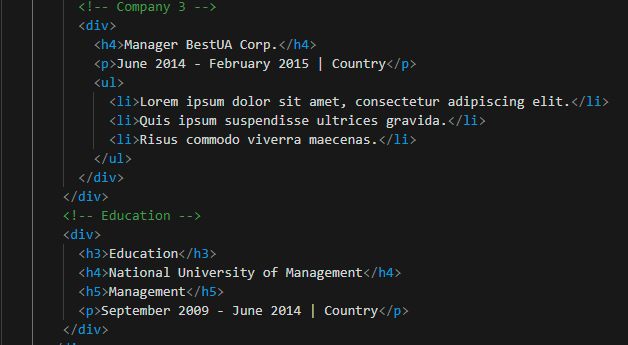 <!-- Company 3 -->
<div>
<h4>Manager BestUA Corp.</h4>
<p>June 2014 - February 2015 | Country</p>
<ul>
<li>Lorem ipsum dolor sit amet, consectetur adipiscing elit.</li>
<li>Quis ipsum suspendisse ultrices gravida.</li>
<li>Risus commodo viverra maecenas.</li>
</ul>
</div>
</div>
<!-- Education -->
<div>
<h3>Education</h3>
<h4>National University of Management</h4>
<h5>Management</h5>
<p>September 2009 - June 2014 | Country</p>
</div>